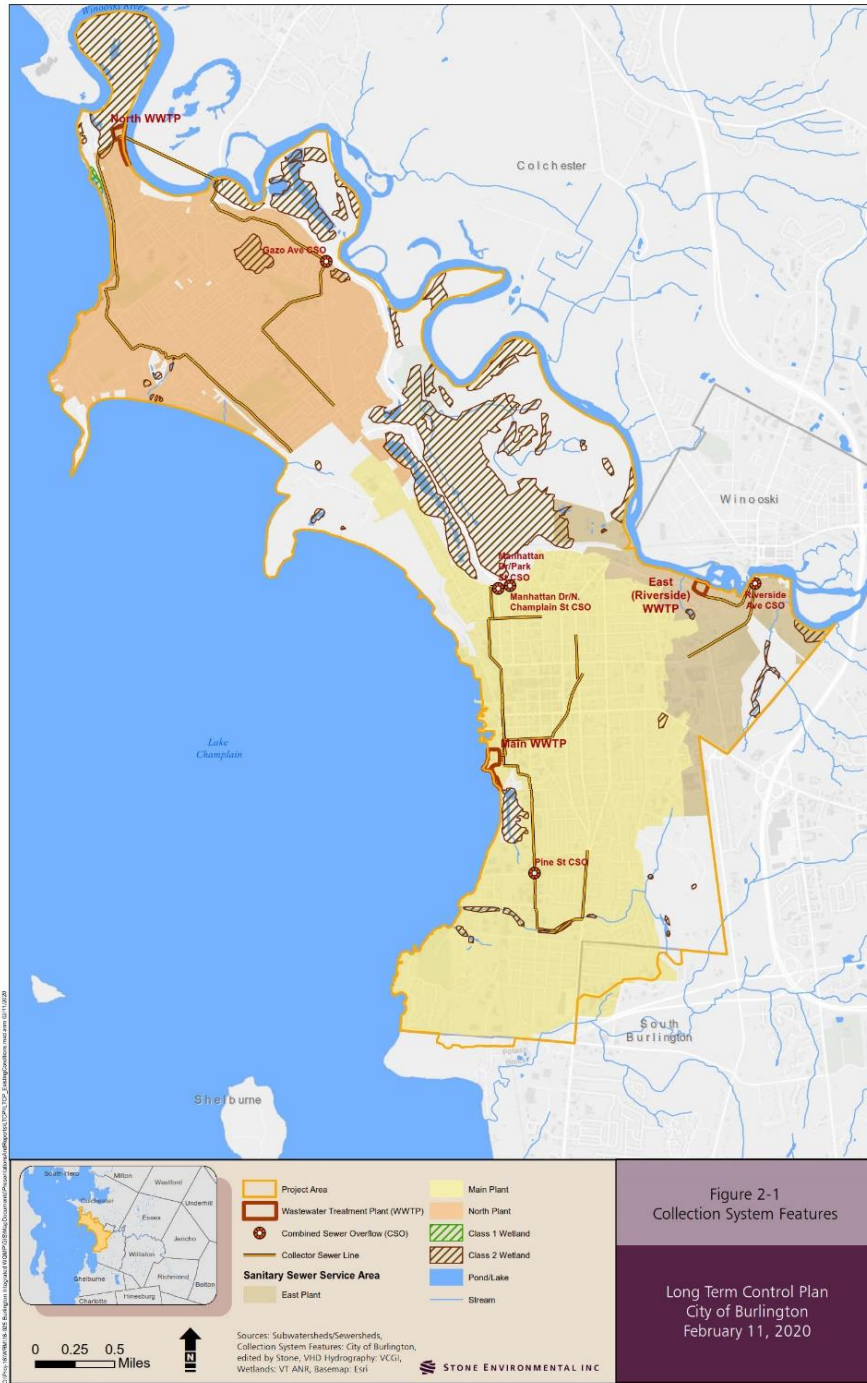 Winooski River
North WWTP
Colchester
Gazo Ave CSO
Winooski
Manhattan
Dr/Park
St CSO
Manhattan Dr/N.
Champlain St CSO
East
(Riverside)
WWTP
Riverside
Ave CSO
Lake
Champlain
Main WWTP
Pine St CSO
South
Burlington
Shelburne
South Hero
Milton
Westford
Colchester
Underhill
Essex
Jericho
Williston
Shelburne
Richmond
Bolton
Charlotte
Hinesburg
0 0.25 0.5
Miles
N
Project Area
Wastewater Treatment Plant (WWTP)
Combined Sewer Overflow (CSO)
Collector Sewer Line
Sanitary Sewer Service Area
East Plant
Main Plant
North Plant
Class 1 Wetland
Class 2 Wetland
Pond/Lake
Stream
Sources: Subwatersheds/Sewersheds,
Collection System Features: City of Burlington,
edited by Stone, VHD Hydrography: VCGI,
Wetlands: VT ANR, Basemap: Esri
STONE ENVIRONMENTAL INC
Figure 2-1
Collection System Features
Long Term Control Plan
City of Burlington
February 11, 2020